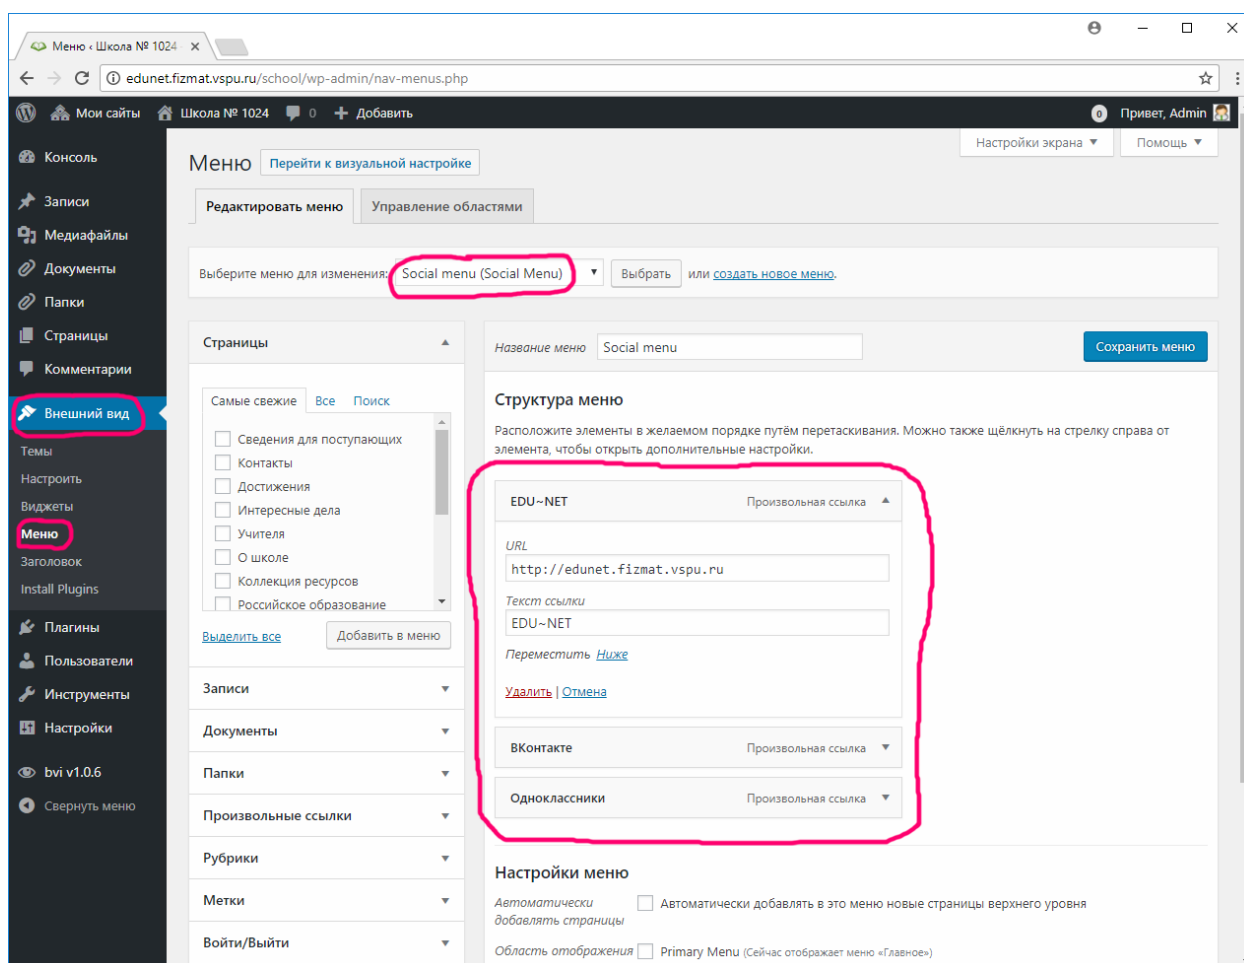 Меню ‹ Школа № 1024
edunet.fizmat.vspu.ru/school/wp-admin/nav-menus.php
Мои сайты Школа № 1024 0 Добавить 0 Привет, Admin
Настройки экрана Помощь
Консоль
Записи
Медиафайлы
Документы
Папки
Страницы
Комментарии
Внешний вид
Темы
Настроить
Виджеты
Меню
Заголовок
Install Plugins
Плагины
Пользователи
Инструменты
Настройки
bvi v1.0.6
Свернуть меню
Меню Перейти к визуальной настройке
Редактировать меню Управление областями
Выберите меню для изменения: Social menu (Social Menu) Выбрать или создать новое меню.
Страницы
Самые свежие Все Поиск
Сведения для поступающих
Контакты
Достижения
Интересные дела
Учителя
О школе
Коллекция ресурсов
Российское образование
Выделить все Добавить в меню
Записи
Документы
Папки
Произвольные ссылки
Рубрики
Метки
Войти/Выйти
Название меню Social menu Сохранить меню
Структура меню
Расположите элементы в желаемом порядке путём перетаскивания. Можно также щёлкнуть на стрелку справа от
элемента, чтобы открыть дополнительные настройки.
EDU~NET Произвольная ссылка
URL
http://edunet.fizmat.vspu.ru
Текст ссылки
EDU~NET
Переместить Ниже
Удалить | Отмена
ВКонтакте Произвольная ссылка
Одноклассники Произвольная ссылка
Настройки меню
Автоматически добавлять страницы Автоматически добавлять в это меню новые страницы верхнего уровня
Область отображения Primary Menu (Сейчас отображает меню «Главное»)